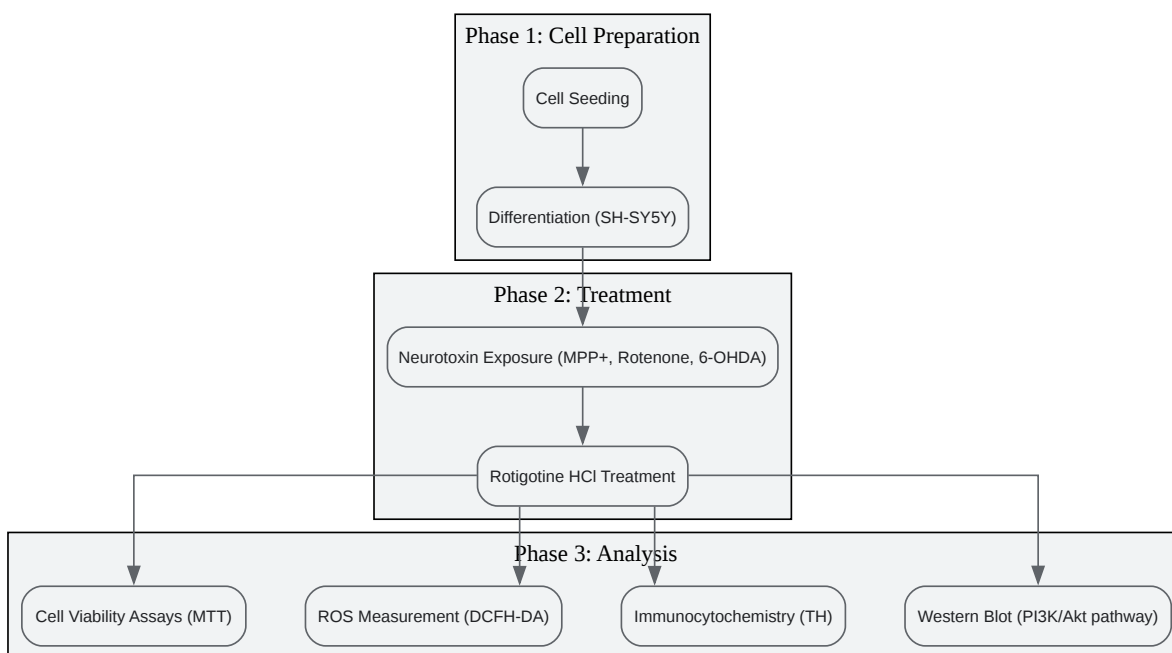 Phase 1: Cell Preparation
Cell Seeding
Differentiation (SH-SY5Y)
Phase 2: Treatment
Neurotoxin Exposure (MPP+, Rotenone, 6-OHDA)
Rotigotine HCl Treatment
Phase 3: Analysis
Cell Viability Assays (MTT)
ROS Measurement (DCFH-DA)
Immunocytochemistry (TH)
Western Blot (PI3K/Akt pathway)